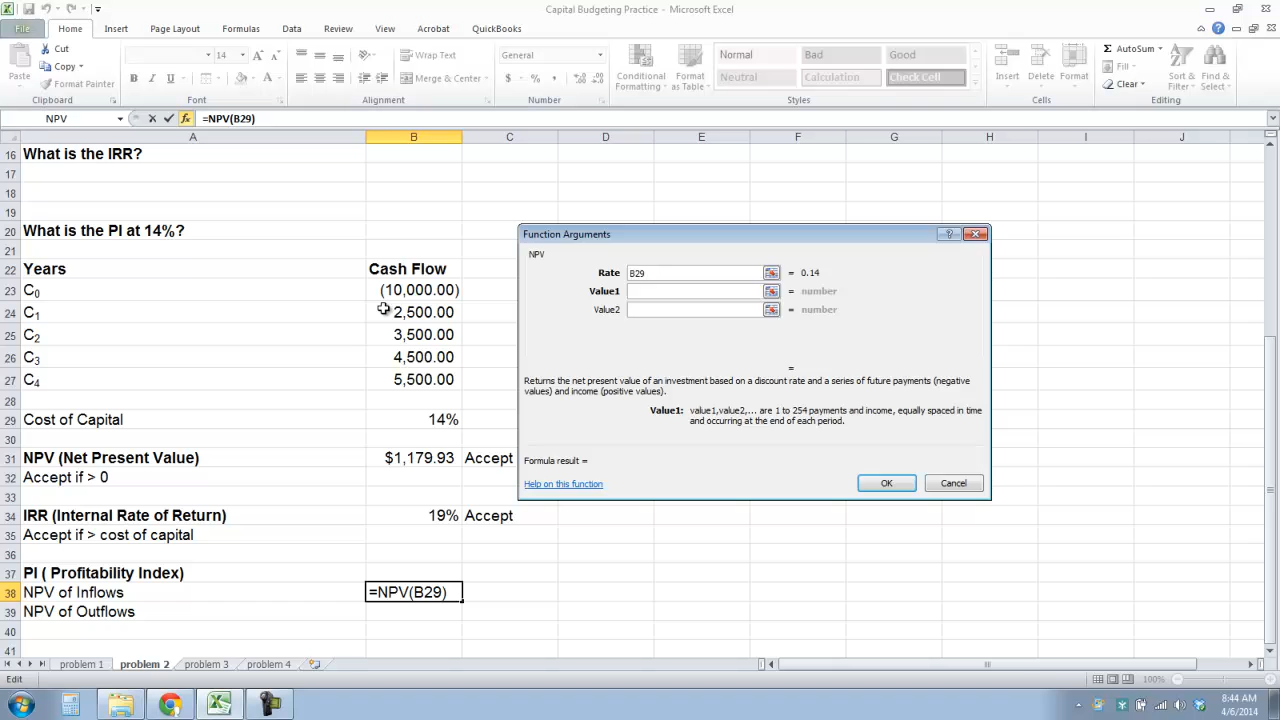 Capital Budgeting Practice - Microsoft Excel
File Home Insert Page Layout Formulas Data Review View Acrobat QuickBooks
Paste
Cut
Copy
Format Painter
Clipboard
14 A A
B I U A
Font
Wrap Text
Merge & Center
Alignment
General
$ % ,
Number
Conditional Formatting
Format as Table
Normal Bad Good
Neutral Calculation Check Cell
Styles
Insert Delete Format
Cells
Σ AutoSum
Fill
Clear
Sort & Filter
Find & Select
Editing
NPV fx =NPV(B29)
A B C D E F G H I J
16 What is the IRR?
17
18
19
20 What is the PI at 14%?
21
22 Years Cash Flow
23 C0 (10,000.00)
24 C1 2,500.00
25 C2 3,500.00
26 C3 4,500.00
27 C4 5,500.00
28
29 Cost of Capital 14%
30
31 NPV (Net Present Value) $1,179.93 Accept
32 Accept if > 0
33
34 IRR (Internal Rate of Return) 19% Accept
35 Accept if > cost of capital
36
37 PI ( Profitability Index)
38 NPV of Inflows =NPV(B29)
39 NPV of Outflows
40
41
Function Arguments
NPV
Rate B29 = 0.14
Value1 = number
Value2 = number
=
Returns the net present value of an investment based on a discount rate and a series of future payments (negative
values) and income (positive values).
Value1: value1,value2,... are 1 to 254 payments and income, equally spaced in time
and occurring at the end of each period.
Formula result =
Help on this function
OK Cancel
problem 1 problem 2 problem 3 problem 4
Edit 100%
8:44 AM
4/6/2014